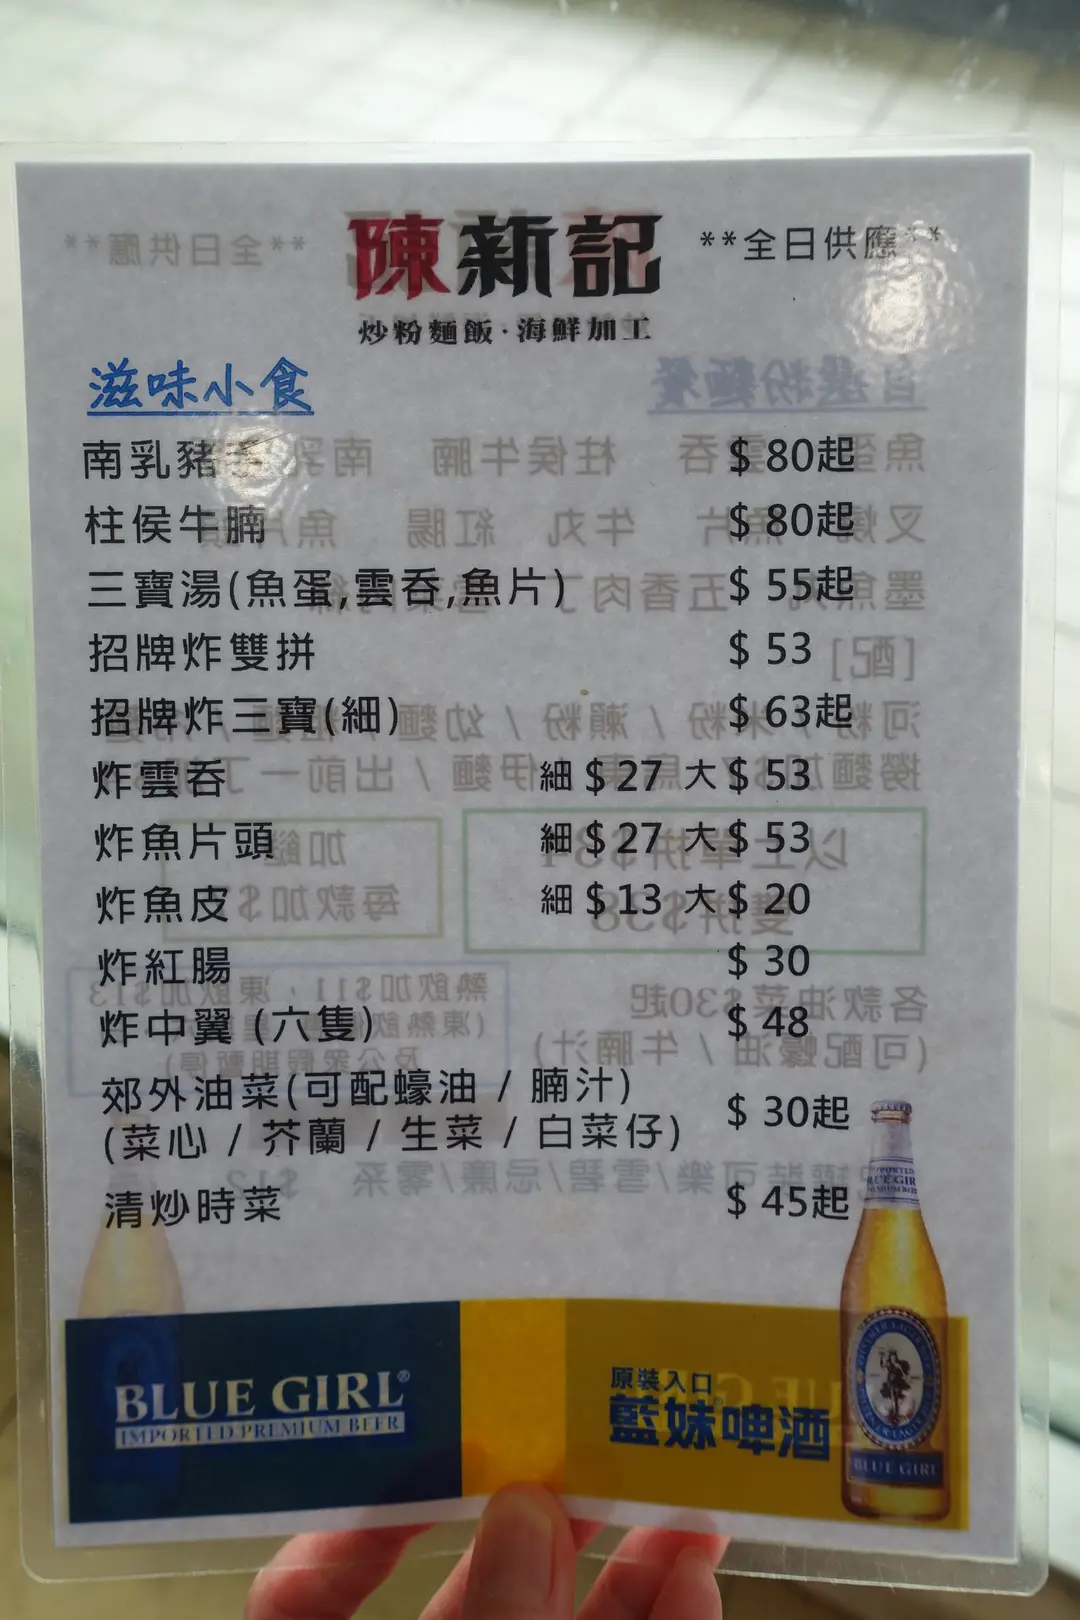 陳新記
**全日供應**
炒粉麵飯·海鮮加工
滋味小食
南乳豬手 $80起
柱侯牛腩 $80起
三寶湯(魚蛋,雲吞,魚片) $55起
招牌炸雙拼 $53
招牌炸三寶(細) $63起
炸雲吞 細$27 大$53
炸魚片頭 細$27 大$53
炸魚皮 細$13 大$20
炸紅腸 $30
炸中翼 (六隻) $48
郊外油菜(可配蠔油 / 腩汁)
(菜心 / 芥蘭 / 生菜 / 白菜仔) $30起
清炒時菜 $45起
BLUE GIRL®
IMPORTED PREMIUM BEER
原裝入口
藍妹®啤酒
BLUE GIRL